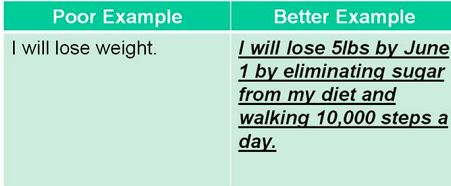 Poor Example
Better Example
I will lose weight.
I will lose 5lbs by June
1 by eliminating sugar
from my diet and
walking 10,000 steps a
day.